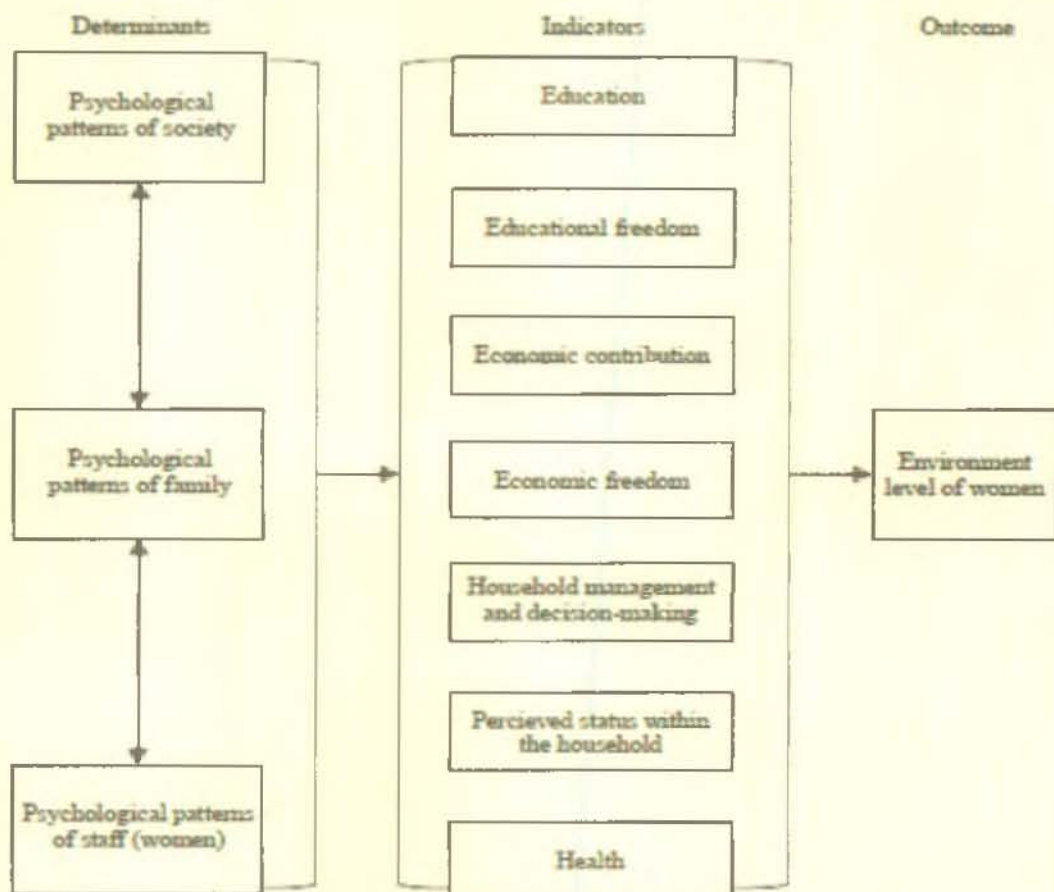 Determinants
Indicators
Outcome
Psychological
patterns of society
Psychological
patterns of family
Psychological patterns
of staff (women)
Education
Educational freedom
Economic contribution
Economic freedom
Household management
and decision-making
Percieved status within
the household
Health
Environment
level of women